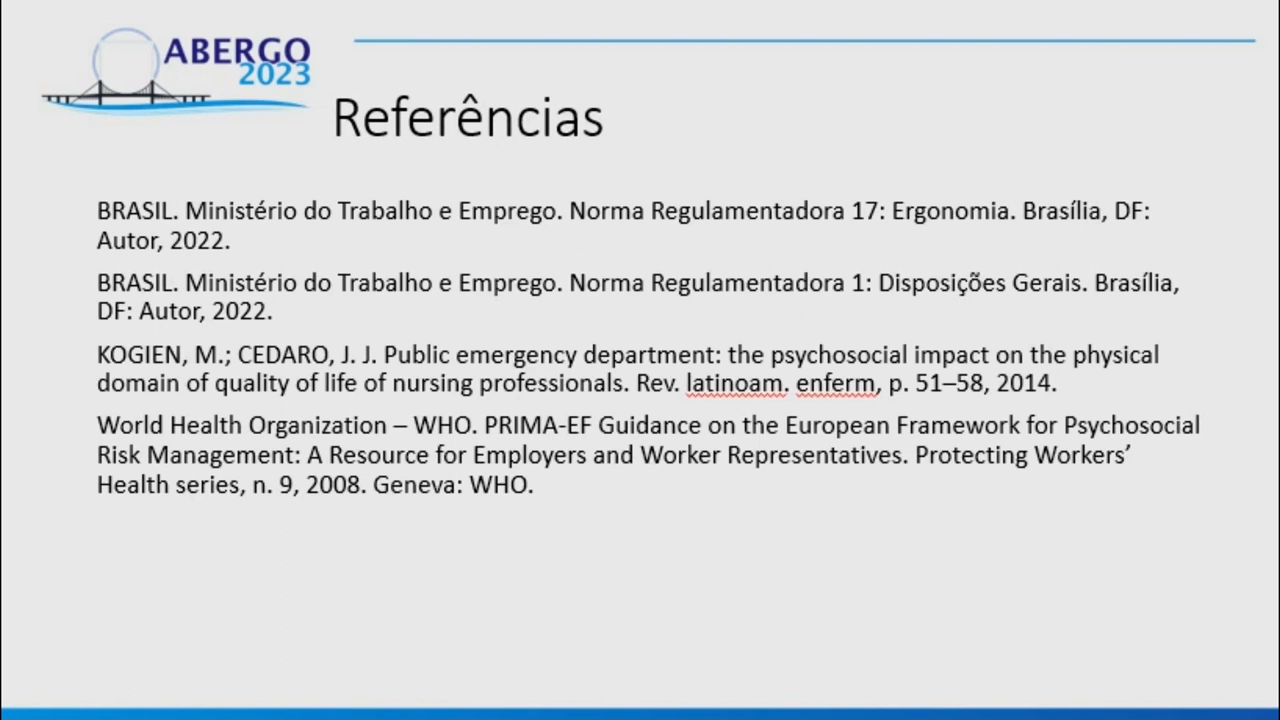 ABERGO
2023
Referências
BRASIL. Ministério do Trabalho e Emprego. Norma Regulamentadora 17: Ergonomia. Brasília, DF:
Autor, 2022.
BRASIL. Ministério do Trabalho e Emprego. Norma Regulamentadora 1: Disposições Gerais. Brasília,
DF: Autor, 2022.
KOGIEN, M.; CEDARO, J. J. Public emergency department: the psychosocial impact on the physical
domain of quality of life of nursing professionals. Rev. latinoam. enferm, p. 51–58, 2014.
World Health Organization – WHO. PRIMA-EF Guidance on the European Framework for Psychosocial
Risk Management: A Resource for Employers and Worker Representatives. Protecting Workers’
Health series, n. 9, 2008. Geneva: WHO.